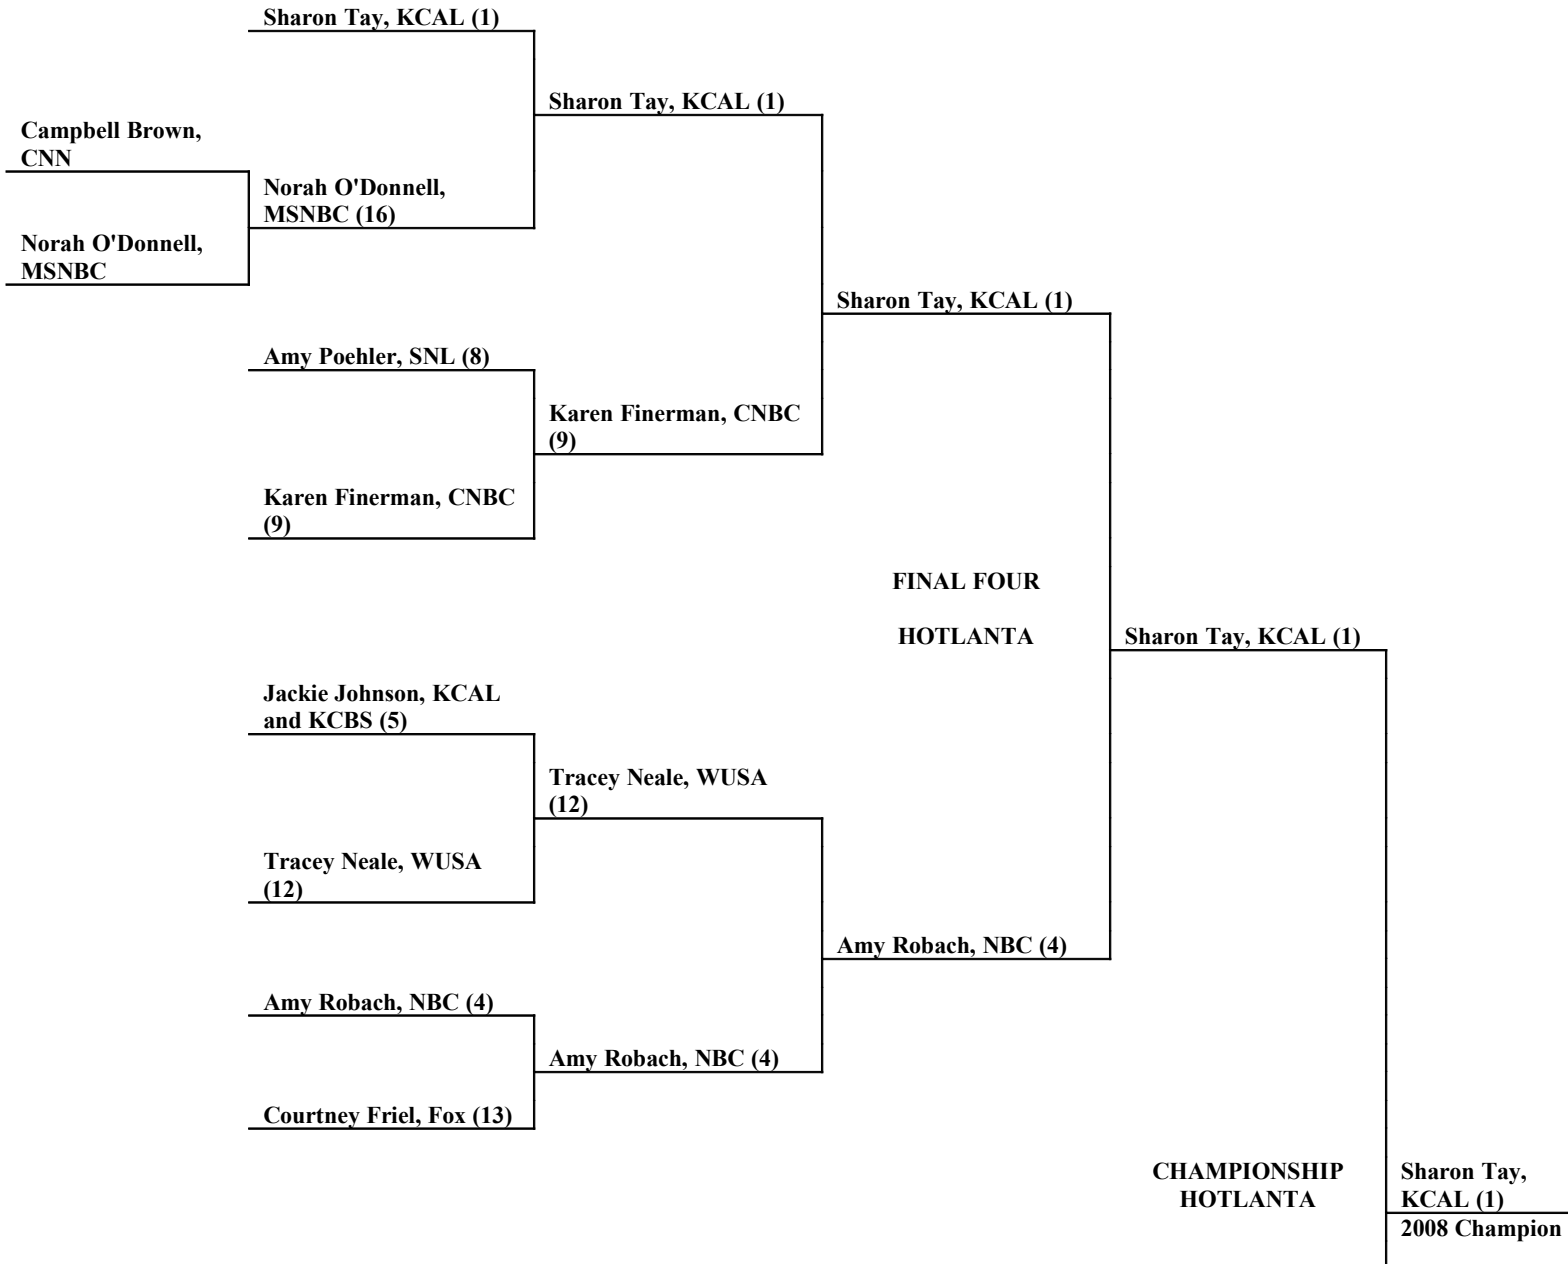 Sharon Tay, KCAL (1)
Sharon Tay, KCAL (1)
Campbell Brown,
CNN
Norah O'Donnell,
MSNBC (16)
Norah O'Donnell,
MSNBC
Sharon Tay, KCAL (1)
Amy Poehler, SNL (8)
Karen Finerman, CNBC
(9)
Karen Finerman, CNBC
(9)
FINAL FOUR
HOTLANTA
Sharon Tay, KCAL (1)
Jackie Johnson, KCAL
and KCBS (5)
Tracey Neale, WUSA
(12)
Tracey Neale, WUSA
(12)
Amy Robach, NBC (4)
Amy Robach, NBC (4)
Amy Robach, NBC (4)
Courtney Friel, Fox (13)
CHAMPIONSHIP
HOTLANTA
Sharon Tay,
KCAL (1)
2008 Champion